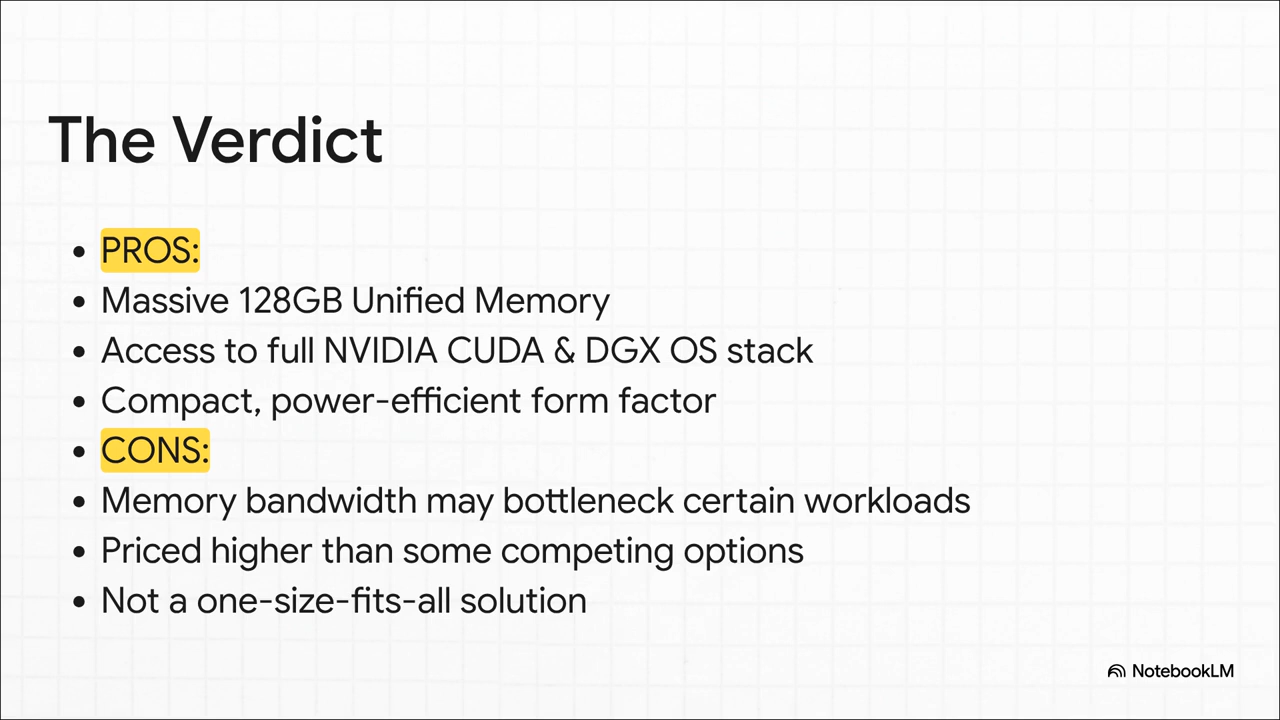 The Verdict
• PROS:
• Massive 128GB Unified Memory
• Access to full NVIDIA CUDA & DGX OS stack
• Compact, power-efficient form factor
• CONS:
• Memory bandwidth may bottleneck certain workloads
• Priced higher than some competing options
• Not a one-size-fits-all solution
NotebookLM